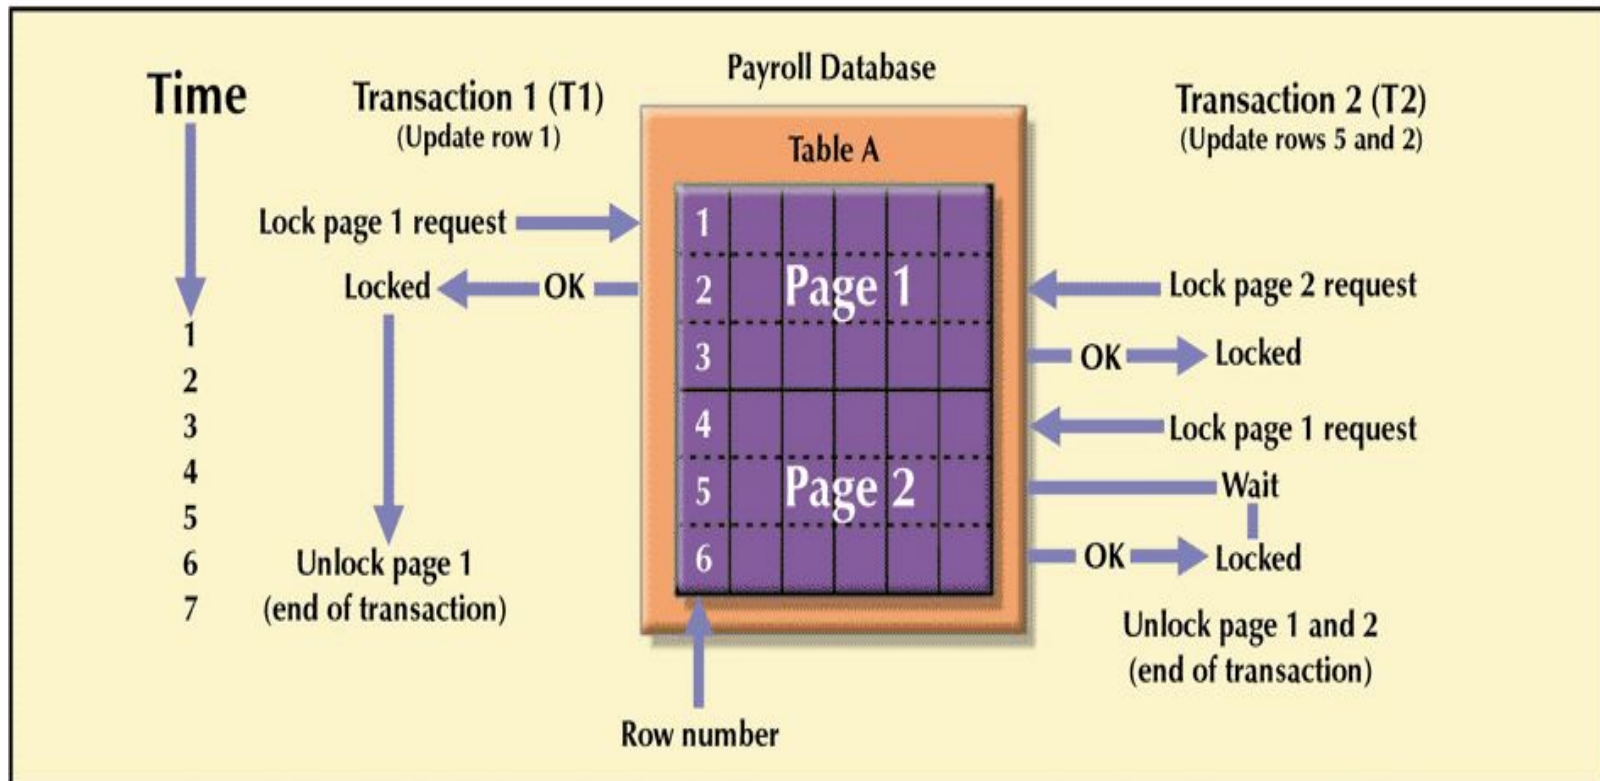 Payroll Database
Time
Transaction 1 (T1)
(Update row 1)
Table A
Transaction 2 (T2)
(Update rows 5 and 2)
Lock page 1 request
1
Locked
OK
2
Page 1
Lock page 2 request
3
OK
Locked
4
Lock page 1 request
5
Page 2
Wait
6
OK
Locked
1
2
3
4
5
6
7
Unlock page 1
(end of transaction)
Unlock page 1 and 2
(end of transaction)
Row number